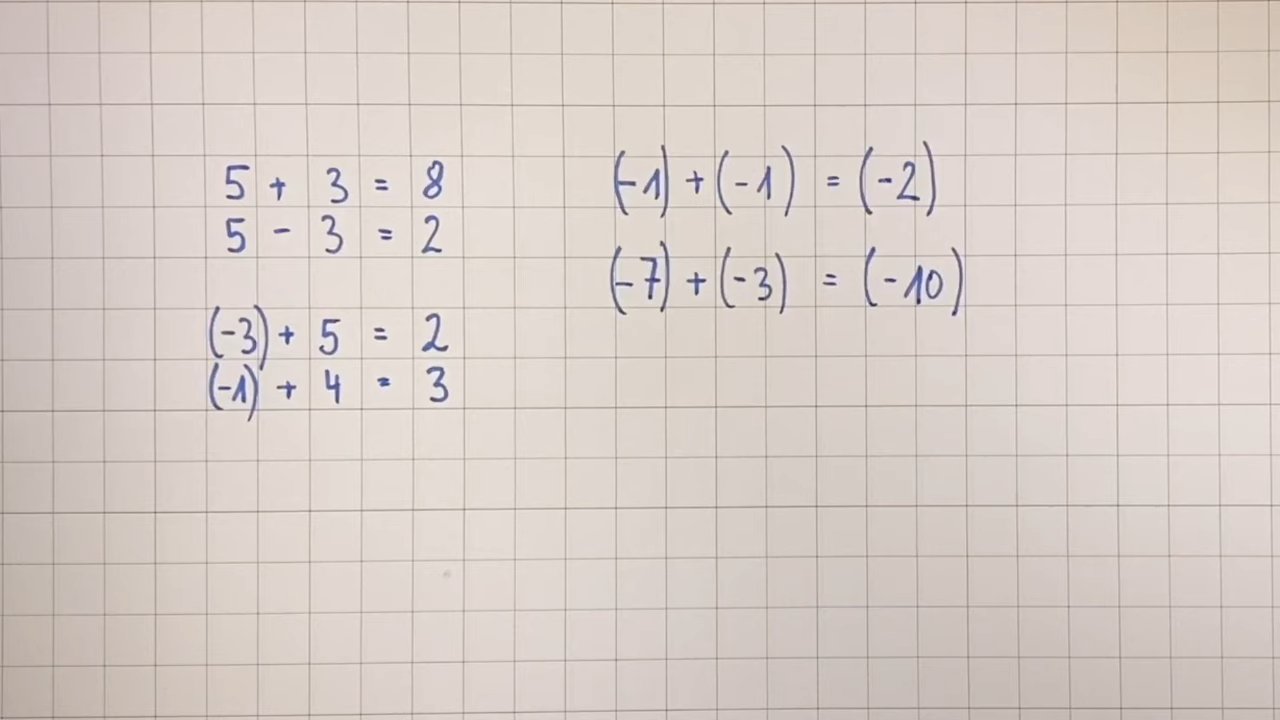 5 + 3 = 8
5 - 3 = 2
(-3) + 5 = 2
(-1) + 4 = 3
(-1) + (-1) = (-2)
(-7) + (-3) = (-10)